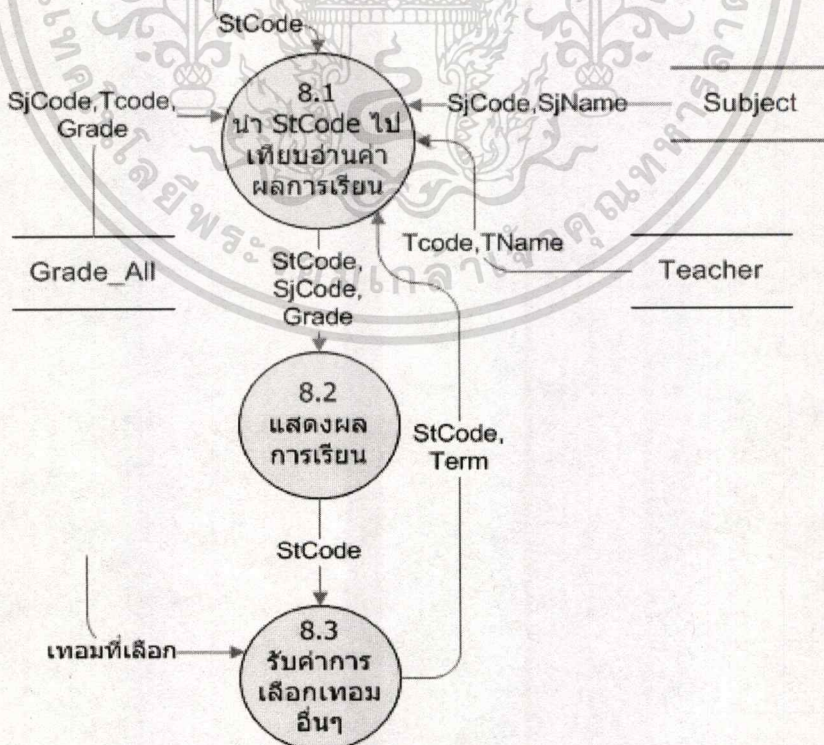 StCode
8.1
นำ StCode ไป
เทียบอ่านค่า
ผลการเรียน
SjCode,Tcode,
Grade
SjCode,SjName
Subject
Tcode,TName
Teacher
Grade_All
StCode,
SjCode,
Grade
8.2
แสดงผล
การเรียน
StCode,
Term
StCode
เทอมที่เลือก
8.3
รับค่าการ
เลือกเทอม
อื่นๆ